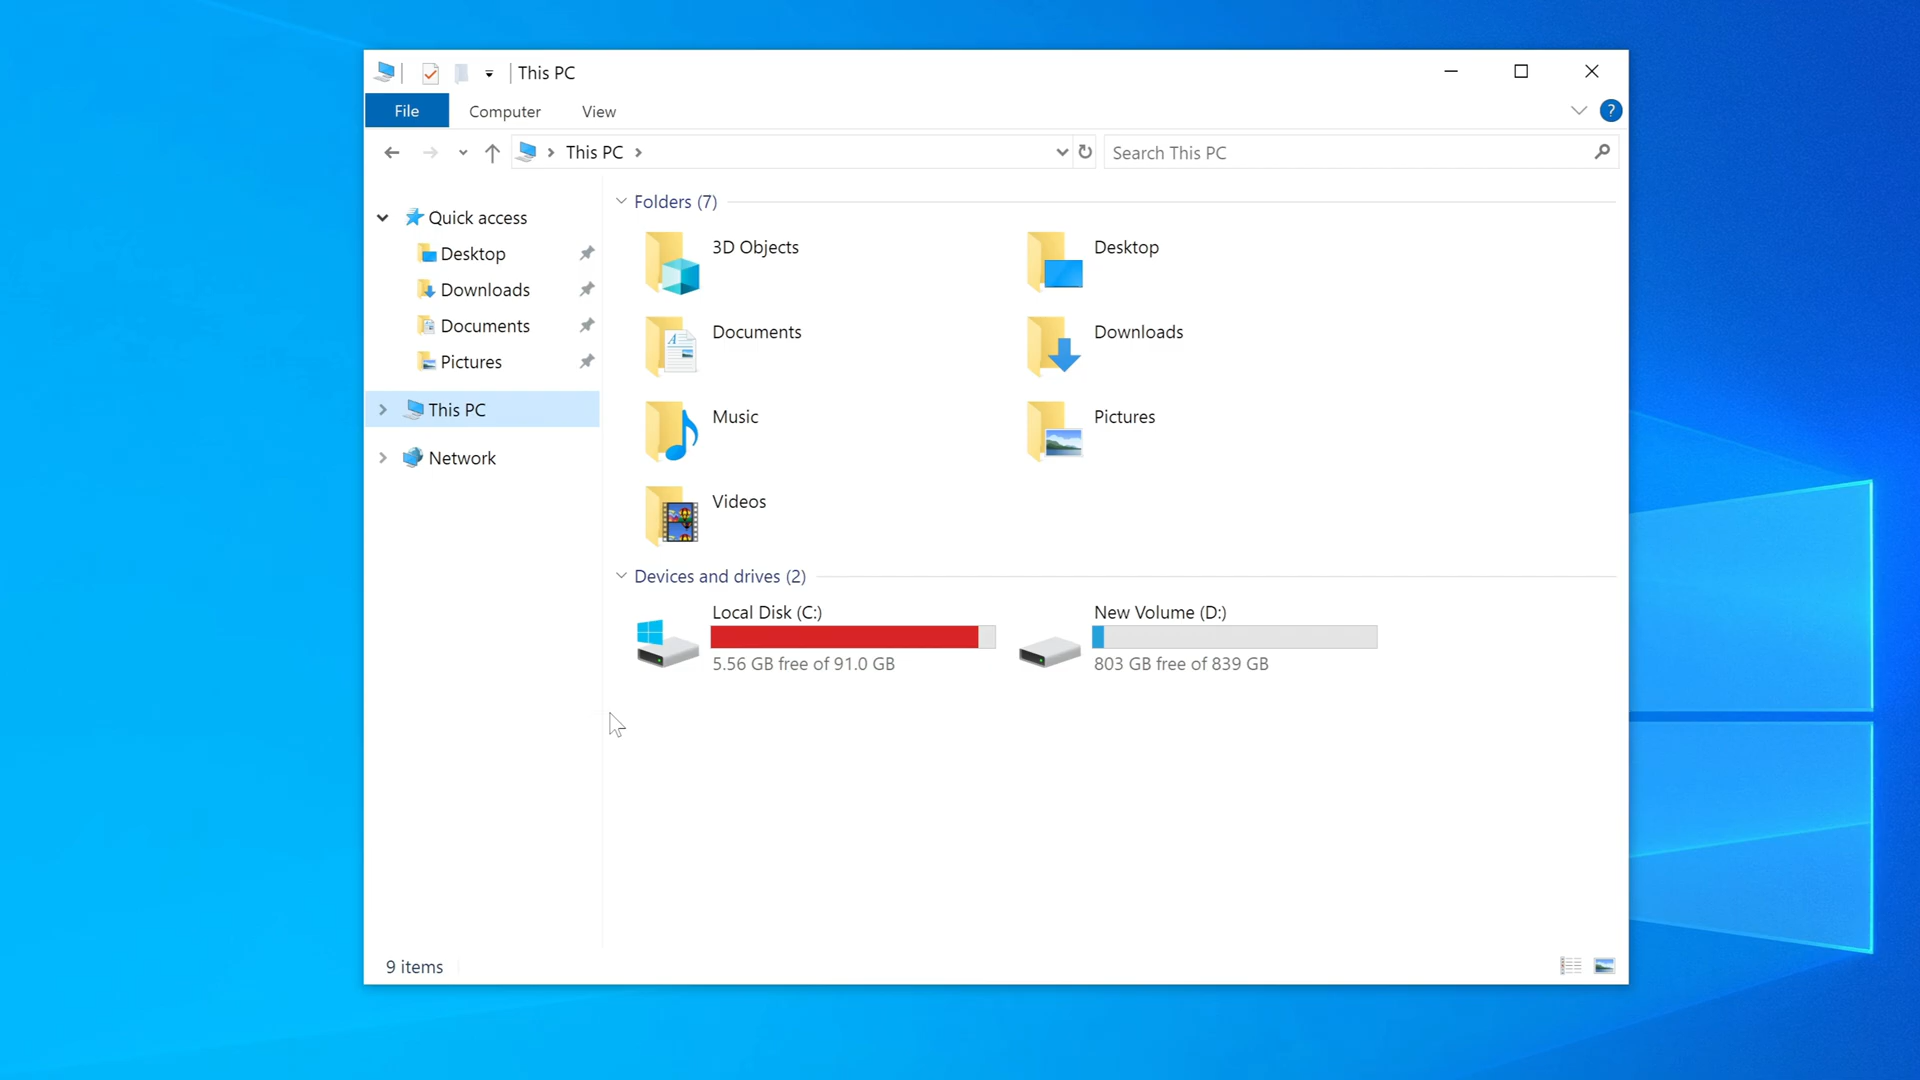 This PC
File
Computer
View
?
This PC
Search This PC
Quick access
Desktop
Downloads
Documents
Pictures
This PC
Network
Folders (7)
3D Objects
Desktop
Documents
Downloads
Music
Pictures
Videos
Devices and drives (2)
Local Disk (C:)
5.56 GB free of 91.0 GB
New Volume (D:)
803 GB free of 839 GB
9 items